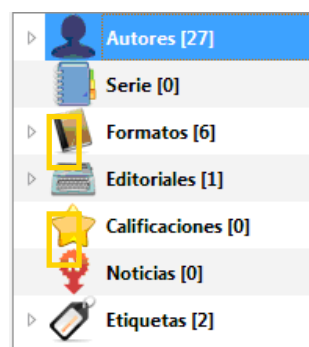 Autores [27]
Serie [0]
Formatos [6]
Editoriales [1]
Calificaciones [0]
Noticias [0]
Etiquetas [2]